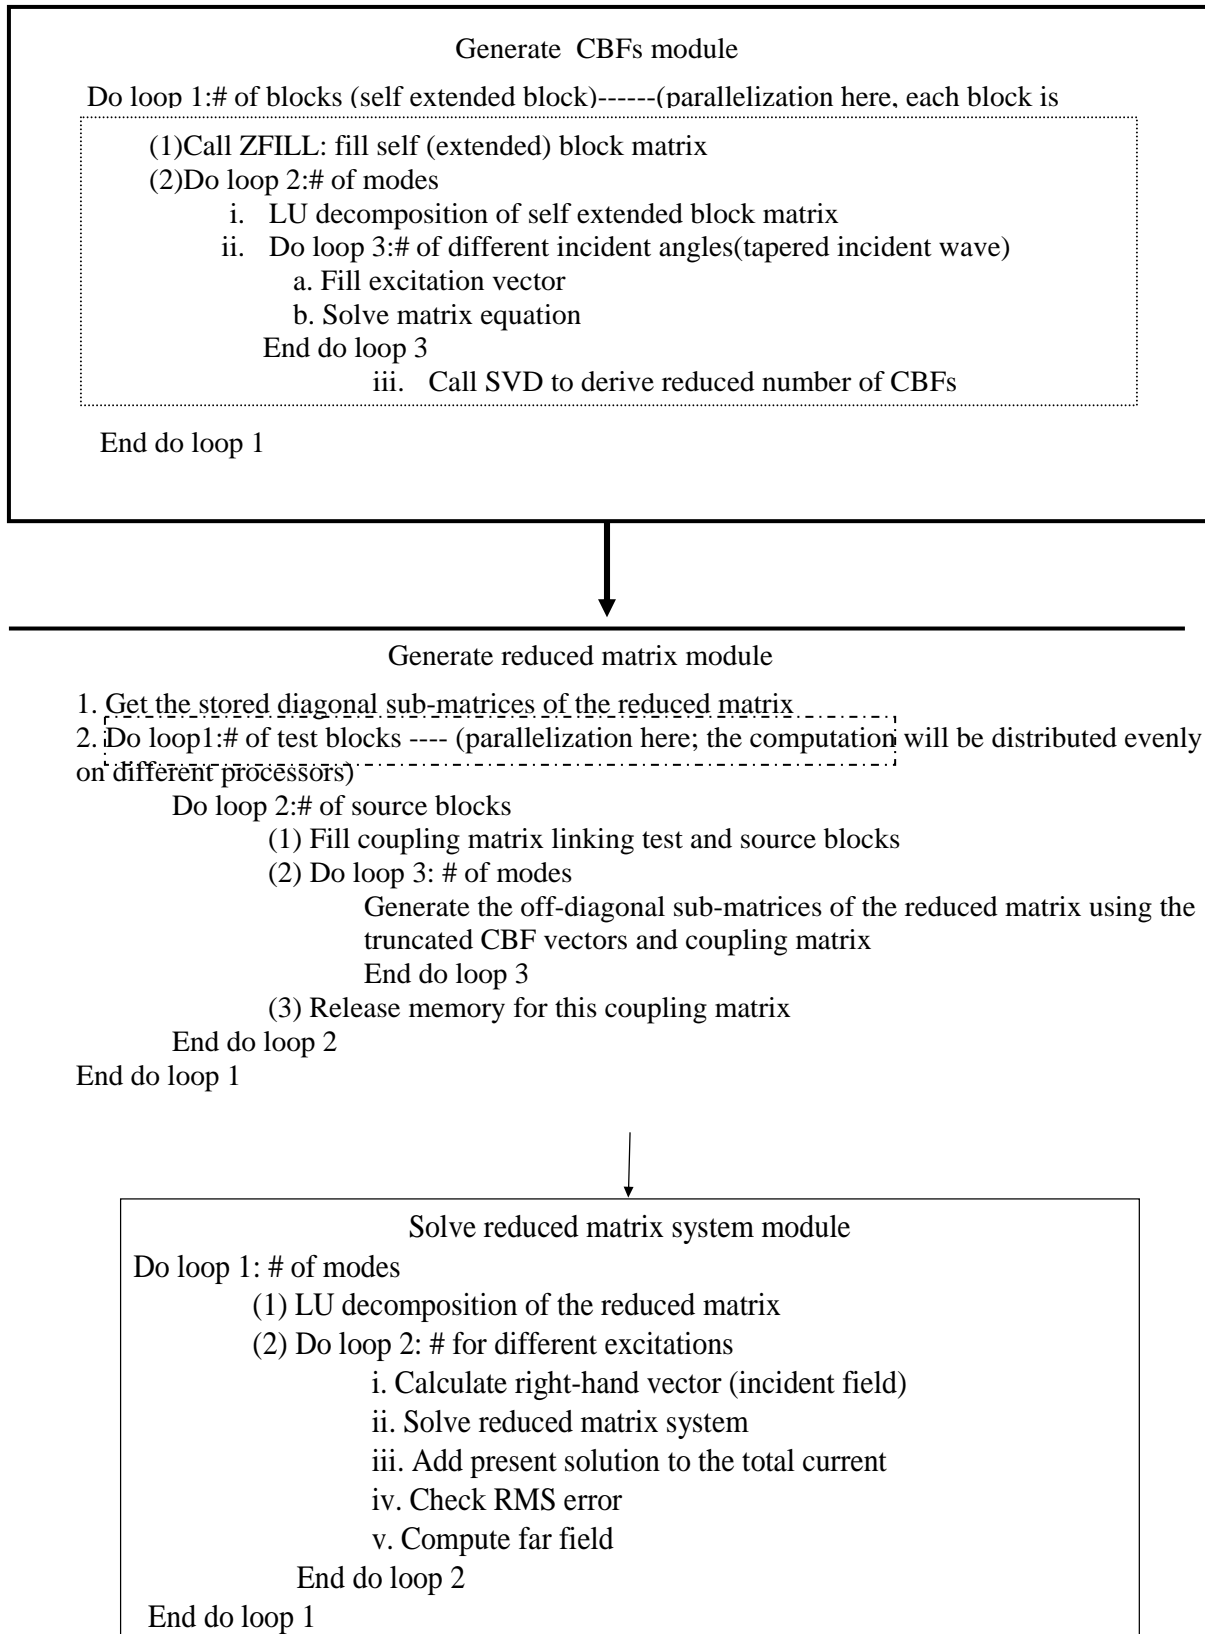 Generate CBFs module
Do loop 1:# of blocks (self extended block)------(parallelization here, each block is
(1)Call ZFILL: fill self (extended) block matrix
(2)Do loop 2:# of modes
i. LU decomposition of self extended block matrix
ii. Do loop 3:# of different incident angles(tapered incident wave)
a. Fill excitation vector
b. Solve matrix equation
End do loop 3
iii. Call SVD to derive reduced number of CBFs
End do loop 1
Generate reduced matrix module
1. Get the stored diagonal sub-matrices of the reduced matrix
2. Do loop1:# of test blocks ---- (parallelization here; the computation will be distributed evenly
on different processors)
Do loop 2:# of source blocks
(1) Fill coupling matrix linking test and source blocks
(2) Do loop 3: # of modes
Generate the off-diagonal sub-matrices of the reduced matrix using the
truncated CBF vectors and coupling matrix
End do loop 3
(3) Release memory for this coupling matrix
End do loop 2
End do loop 1
Solve reduced matrix system module
Do loop 1: # of modes
(1) LU decomposition of the reduced matrix
(2) Do loop 2: # for different excitations
i. Calculate right-hand vector (incident field)
ii. Solve reduced matrix system
iii. Add present solution to the total current
iv. Check RMS error
v. Compute far field
End do loop 2
End do loop 1